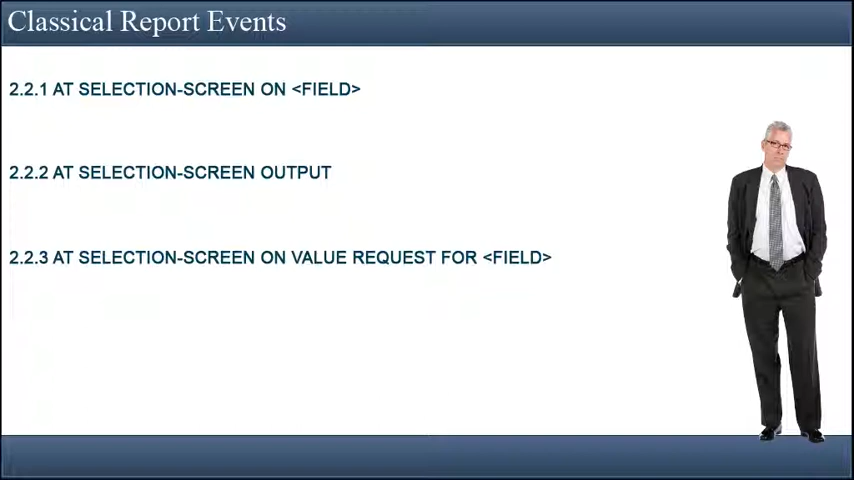 Classical Report Events
2.2.1 AT SELECTION-SCREEN ON <FIELD>
2.2.2 AT SELECTION-SCREEN OUTPUT
2.2.3 AT SELECTION-SCREEN ON VALUE REQUEST FOR <FIELD>